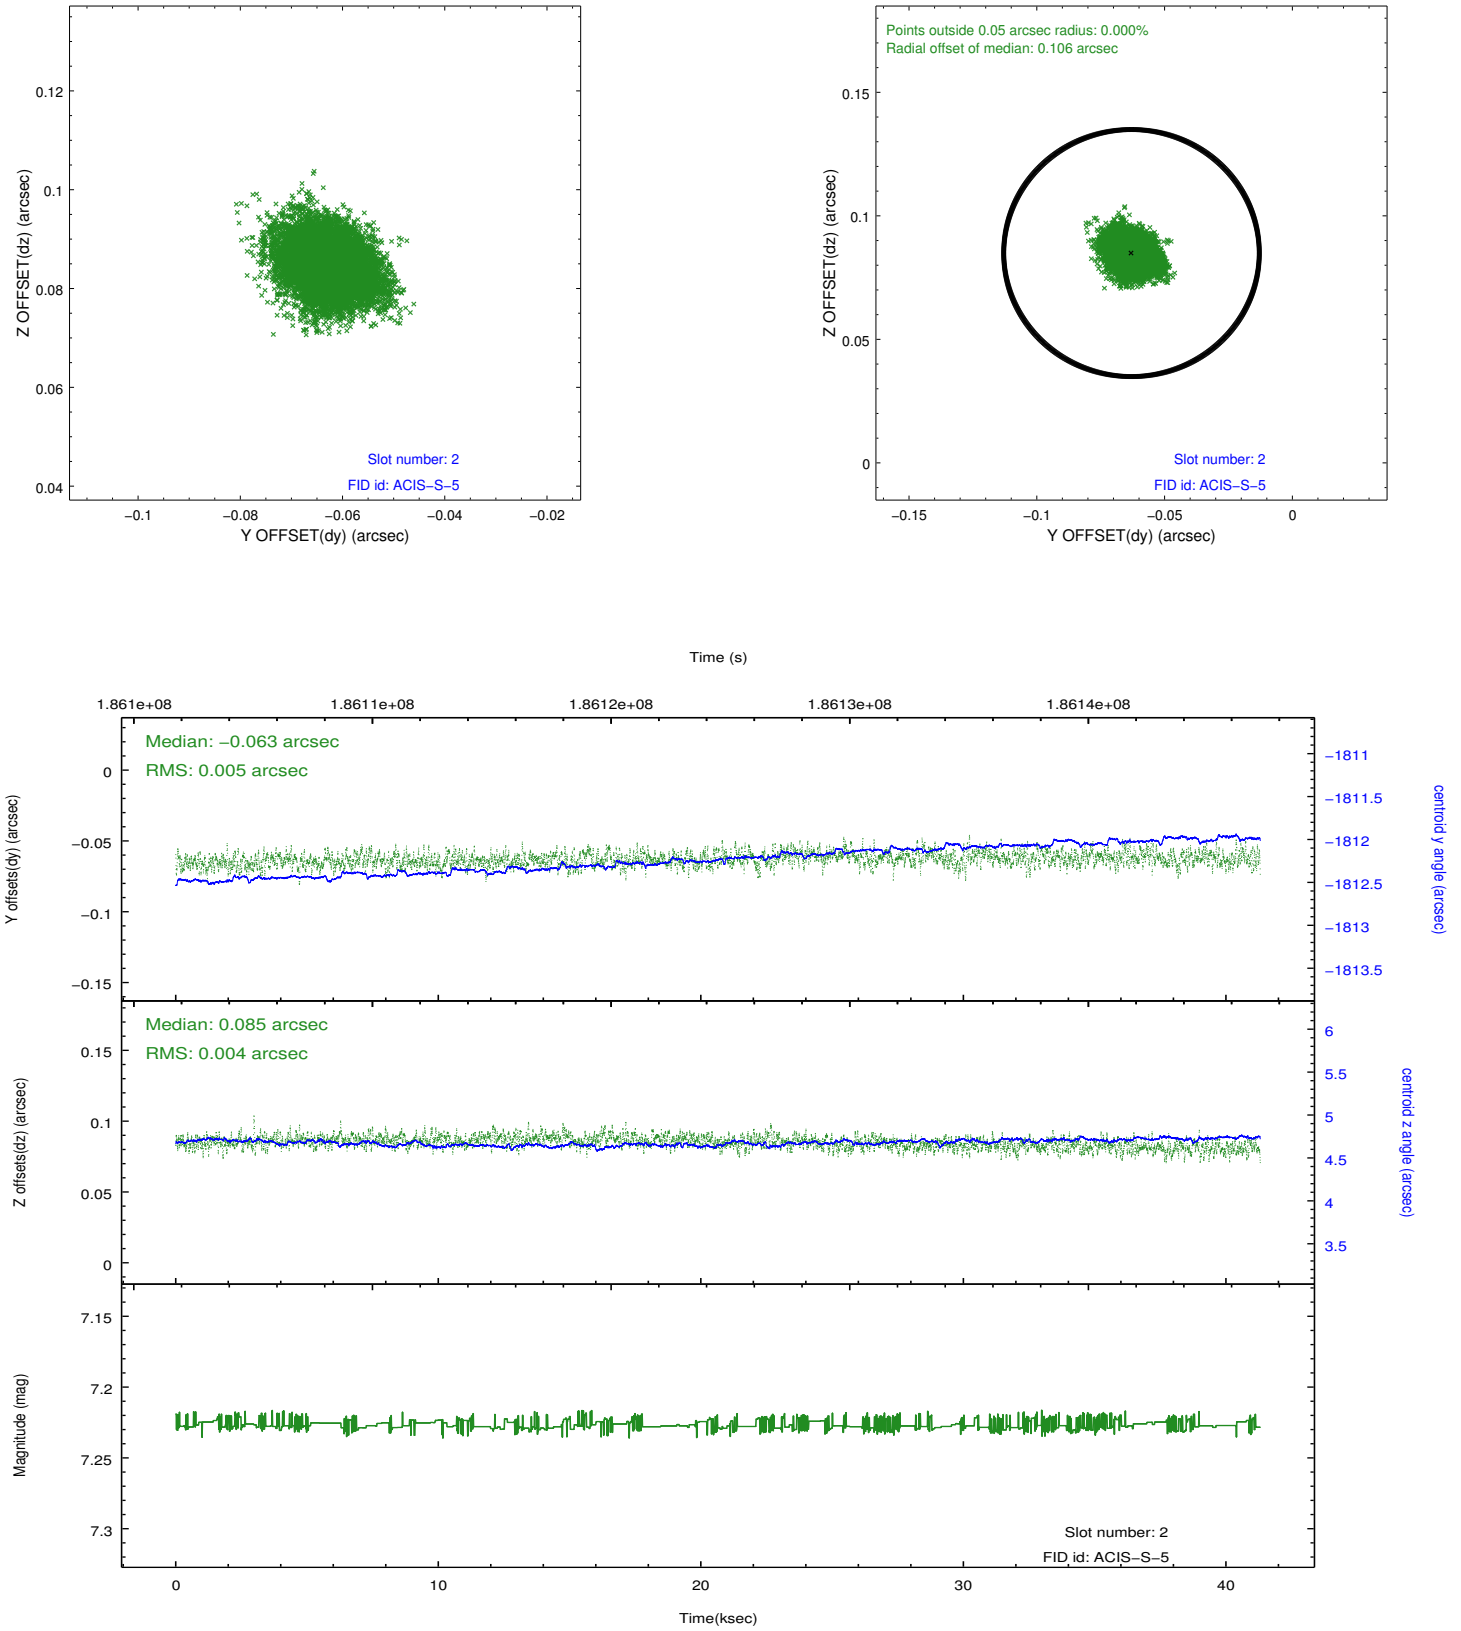 0.12
0.1
0.08
0.06
0.04
Z OFFSET(dz) (arcsec)
Slot number: 2
FID id: ACIS−S−5
−0.1 −0.08 −0.06 −0.04 −0.02
Y OFFSET(dy) (arcsec)
Points outside 0.05 arcsec radius: 0.000%
Radial offset of median: 0.106 arcsec
0.15
0.1
0.05
0
Z OFFSET(dz) (arcsec)
Slot number: 2
FID id: ACIS−S−5
−0.15 −0.1 −0.05 0
Y OFFSET(dy) (arcsec)
Time (s)
1.861e+08 1.8611e+08 1.8612e+08 1.8613e+08 1.8614e+08
Median: −0.063 arcsec
RMS: 0.005 arcsec
0
−0.05
−0.1
−0.15
Y offsets(dy) (arcsec)
−1811
−1811.5
−1812
−1812.5
−1813
−1813.5
centroid y angle (arcsec)
Median: 0.085 arcsec
RMS: 0.004 arcsec
0.15
0.1
0.05
0
Z offsets(dz) (arcsec)
6
5.5
5
4.5
4
3.5
centroid z angle (arcsec)
7.15
7.2
7.25
7.3
Magnitude (mag)
Slot number: 2
FID id: ACIS−S−5
0 10 20 30 40
Time(ksec)